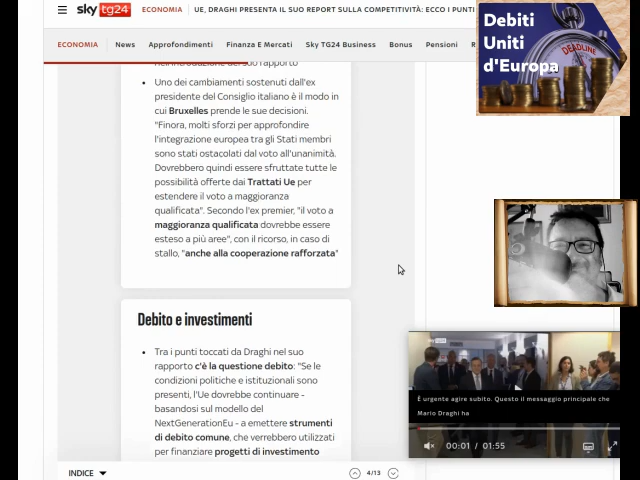 sky tg24 ECONOMIA UE, DRAGHI PRESENTA IL SUO REPORT SULLA COMPETITIVITÀ: ECCO I PUNTI
ECONOMIA News Approfondimenti Finanza E Mercati Sky TG24 Business Bonus Pensioni R
nell'introduzione del suo rapporto
Uno dei cambiamenti sostenuti dall'ex
presidente del Consiglio italiano è il modo in
cui Bruxelles prende le sue decisioni.
"Finora, molti sforzi per approfondire
l'integrazione europea tra gli Stati membri
sono stati ostacolati dal voto all'unanimità.
Dovrebbero quindi essere sfruttate tutte le
possibilità offerte dai Trattati Ue per
estendere il voto a maggioranza
qualificata". Secondo l'ex premier, "il voto a
maggioranza qualificata dovrebbe essere
esteso a più aree", con il ricorso, in caso di
stallo, "anche alla cooperazione rafforzata"
Debito e investimenti
Tra i punti toccati da Draghi nel suo
rapporto c'è la questione debito: "Se le
condizioni politiche e istituzionali sono
presenti, l'Ue dovrebbe continuare -
basandosi sul modello del
NextGenerationEu - a emettere strumenti
di debito comune, che verrebbero utilizzati
per finanziare progetti di investimento
INDICE 4/13
Debiti
Uniti
d'Europa
DEADLINE
sky tg24
È urgente agire subito. Questo il messaggio principale che
Mario Draghi ha
00:01 / 01:55